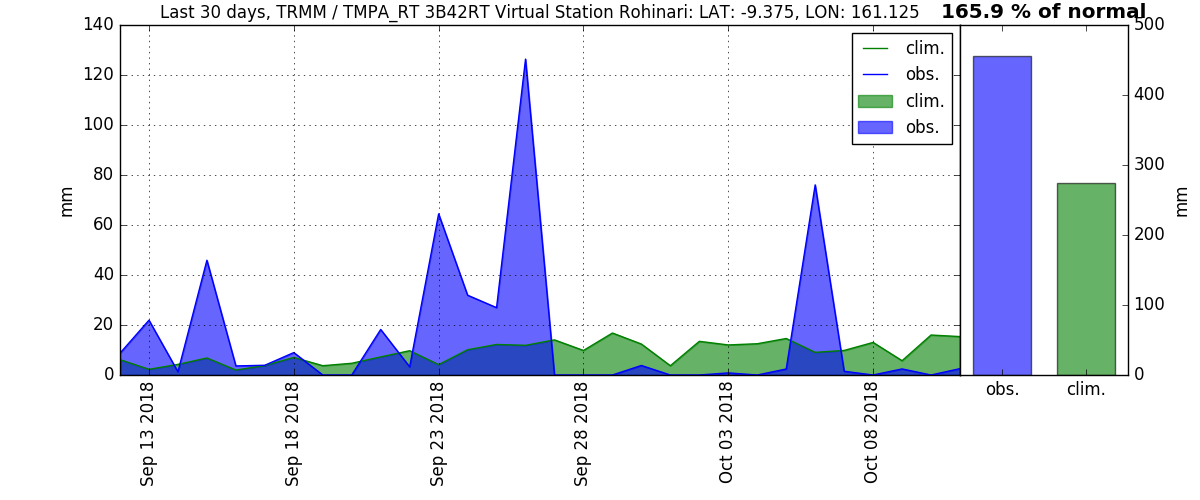 Last 30 days, TRMM / TMPA_RT 3B42RT Virtual Station Rohinari: LAT: -9.375, LON: 161.125
165.9 % of normal
140
120
100
80
60
40
20
0
mm
clim.
obs.
clim.
obs.
Sep 13 2018
Sep 18 2018
Sep 23 2018
Sep 28 2018
Oct 03 2018
Oct 08 2018
500
400
300
200
100
0
mm
obs.
clim.